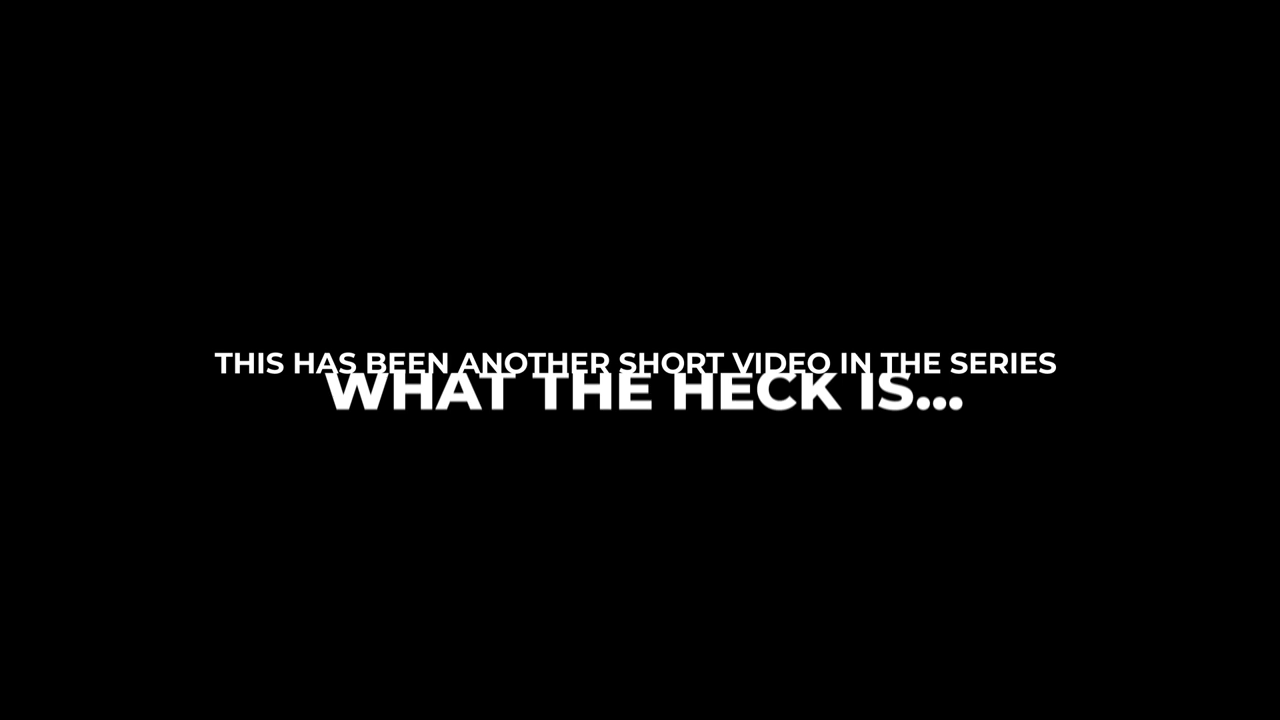 THIS HAS BEEN ANOTHER SHORT VIDEO IN THE SERIES
WHAT THE HECK IS...